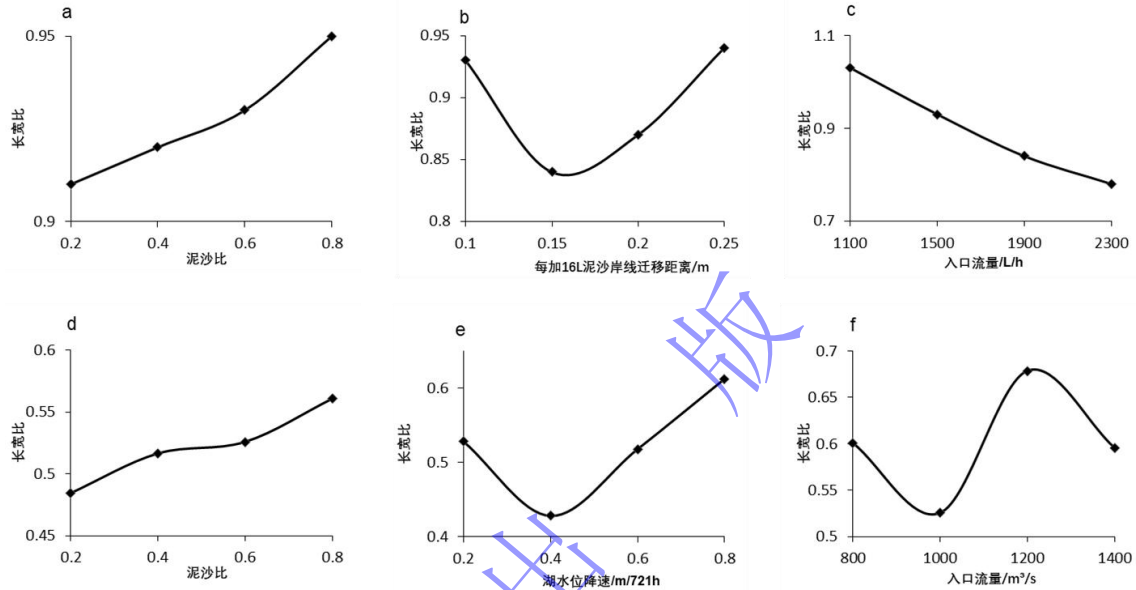 a
0.95
0.9
长宽比
0.2 0.4 0.6 0.8
泥沙比
b
0.95
0.9
0.85
0.8
长宽比
0.1 0.15 0.2 0.25
每加16L泥沙岸线迁移距离/m
c
1.1
0.9
0.7
长宽比
1100 1500 1900 2300
入口流量/L/h
d
0.6
0.55
0.5
0.45
长宽比
0.2 0.4 0.6 0.8
泥沙比
e
0.6
0.5
0.4
长宽比
0.2 0.4 0.6 0.8
湖水位降速/m/721h
f
0.7
0.65
0.6
0.55
0.5
长宽比
800 1000 1200 1400
入口流量/m³/s
版